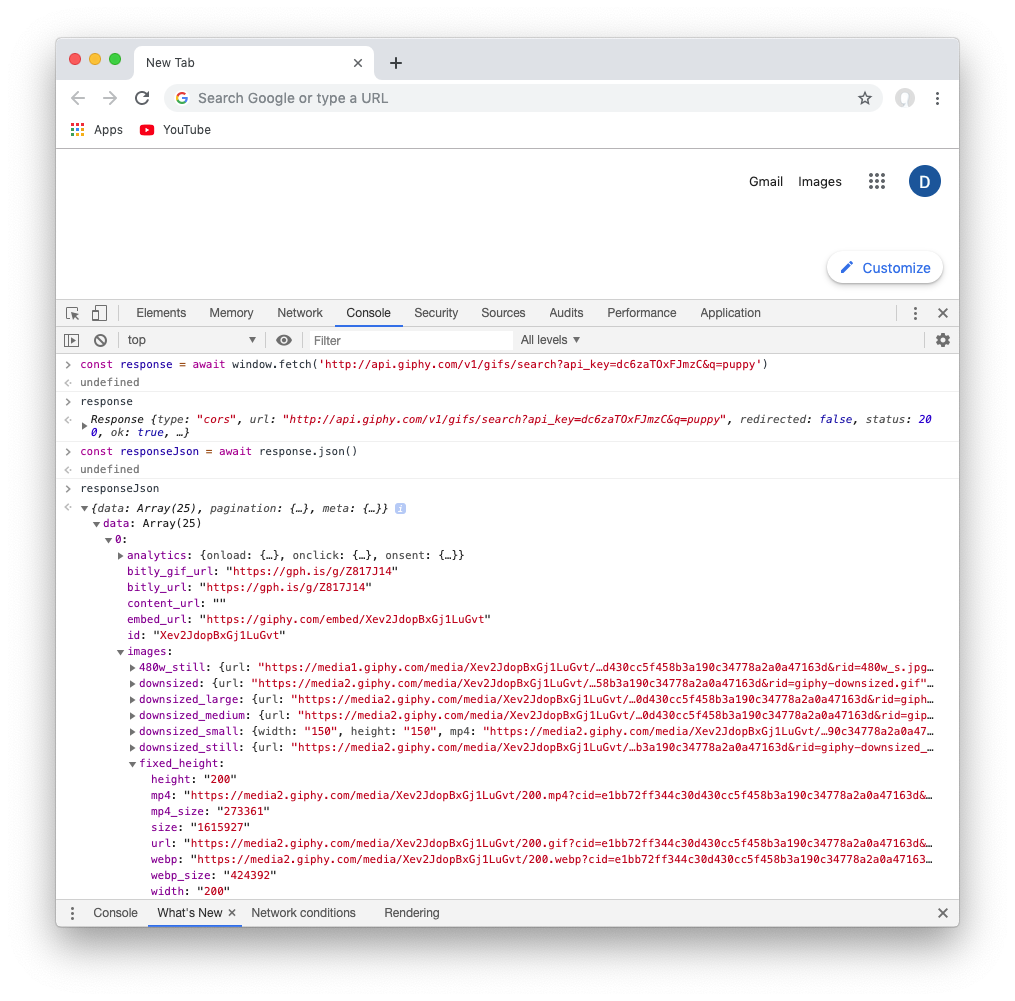 New Tab
Search Google or type a URL
Apps YouTube
Gmail Images D
Customize
Elements Memory Network Console Security Sources Audits Performance Application
top Filter All levels
const response = await window.fetch('http://api.giphy.com/v1/gifs/search?api_key=dc6zaTOxFJmzC&q=puppy')
undefined
response
Response {type: "cors", url: "http://api.giphy.com/v1/gifs/search?api_key=dc6zaTOxFJmzC&q=puppy", redirected: false, status: 20
0, ok: true, …}
const responseJson = await response.json()
undefined
responseJson
{data: Array(25), pagination: {…}, meta: {…}} i
data: Array(25)
0:
analytics: {onload: {…}, onclick: {…}, onsent: {…}}
bitly_gif_url: "https://gph.is/g/Z817J14"
bitly_url: "https://gph.is/g/Z817J14"
content_url: ""
embed_url: "https://giphy.com/embed/Xev2JdopBxGj1LuGvt"
id: "Xev2JdopBxGj1LuGvt"
images:
480w_still: {url: "https://media1.giphy.com/media/Xev2JdopBxGj1LuGvt/…d430cc5f458b3a190c34778a2a0a47163d&rid=480w_s.jpg…
downsized: {url: "https://media2.giphy.com/media/Xev2JdopBxGj1LuGvt/…58b3a190c34778a2a0a47163d&rid=giphy-downsized.gif"…
downsized_large: {url: "https://media2.giphy.com/media/Xev2JdopBxGj1LuGvt/…0d430cc5f458b3a190c34778a2a0a47163d&rid=giph…
downsized_medium: {url: "https://media2.giphy.com/media/Xev2JdopBxGj1LuGvt/…0d430cc5f458b3a190c34778a2a0a47163d&rid=gip…
downsized_small: {width: "150", height: "150", mp4: "https://media2.giphy.com/media/Xev2JdopBxGj1LuGvt/…90c34778a2a0a47…
downsized_still: {url: "https://media2.giphy.com/media/Xev2JdopBxGj1LuGvt/…b3a190c34778a2a0a47163d&rid=giphy-downsized_…
fixed_height:
height: "200"
mp4: "https://media2.giphy.com/media/Xev2JdopBxGj1LuGvt/200.mp4?cid=e1bb72ff344c30d430cc5f458b3a190c34778a2a0a47163d&…
mp4_size: "273361"
size: "1615927"
url: "https://media2.giphy.com/media/Xev2JdopBxGj1LuGvt/200.gif?cid=e1bb72ff344c30d430cc5f458b3a190c34778a2a0a47163d&…
webp: "https://media2.giphy.com/media/Xev2JdopBxGj1LuGvt/200.webp?cid=e1bb72ff344c30d430cc5f458b3a190c34778a2a0a47163…
webp_size: "424392"
width: "200"
Console What's New Network conditions Rendering